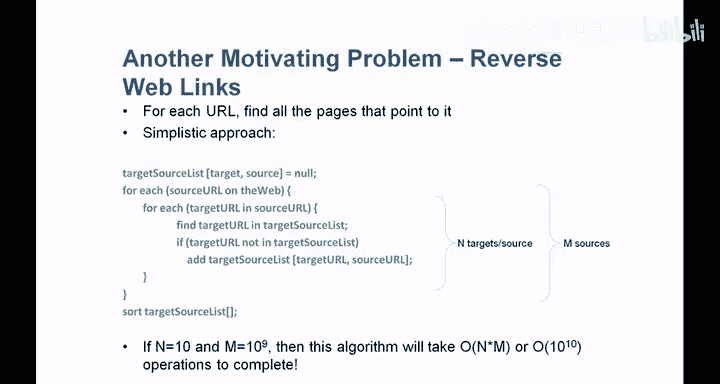 bilibili
Another Motivating Problem – Reverse
Web Links
• For each URL, find all the pages that point to it
• Simplistic approach:
targetSourceList [target, source] = null;
for each (sourceURL on theWeb) {
for each (targetURL in sourceURL) {
find targetURL in targetSourceList;
if (targetURL not in targetSourceList)
add targetSourceList [targetURL, sourceURL];
}
}
sort targetSourceList[];
N targets/source
M sources
• If N=10 and M=10⁹, then this algorithm will take O(N*M) or O(10¹⁰)
operations to complete!